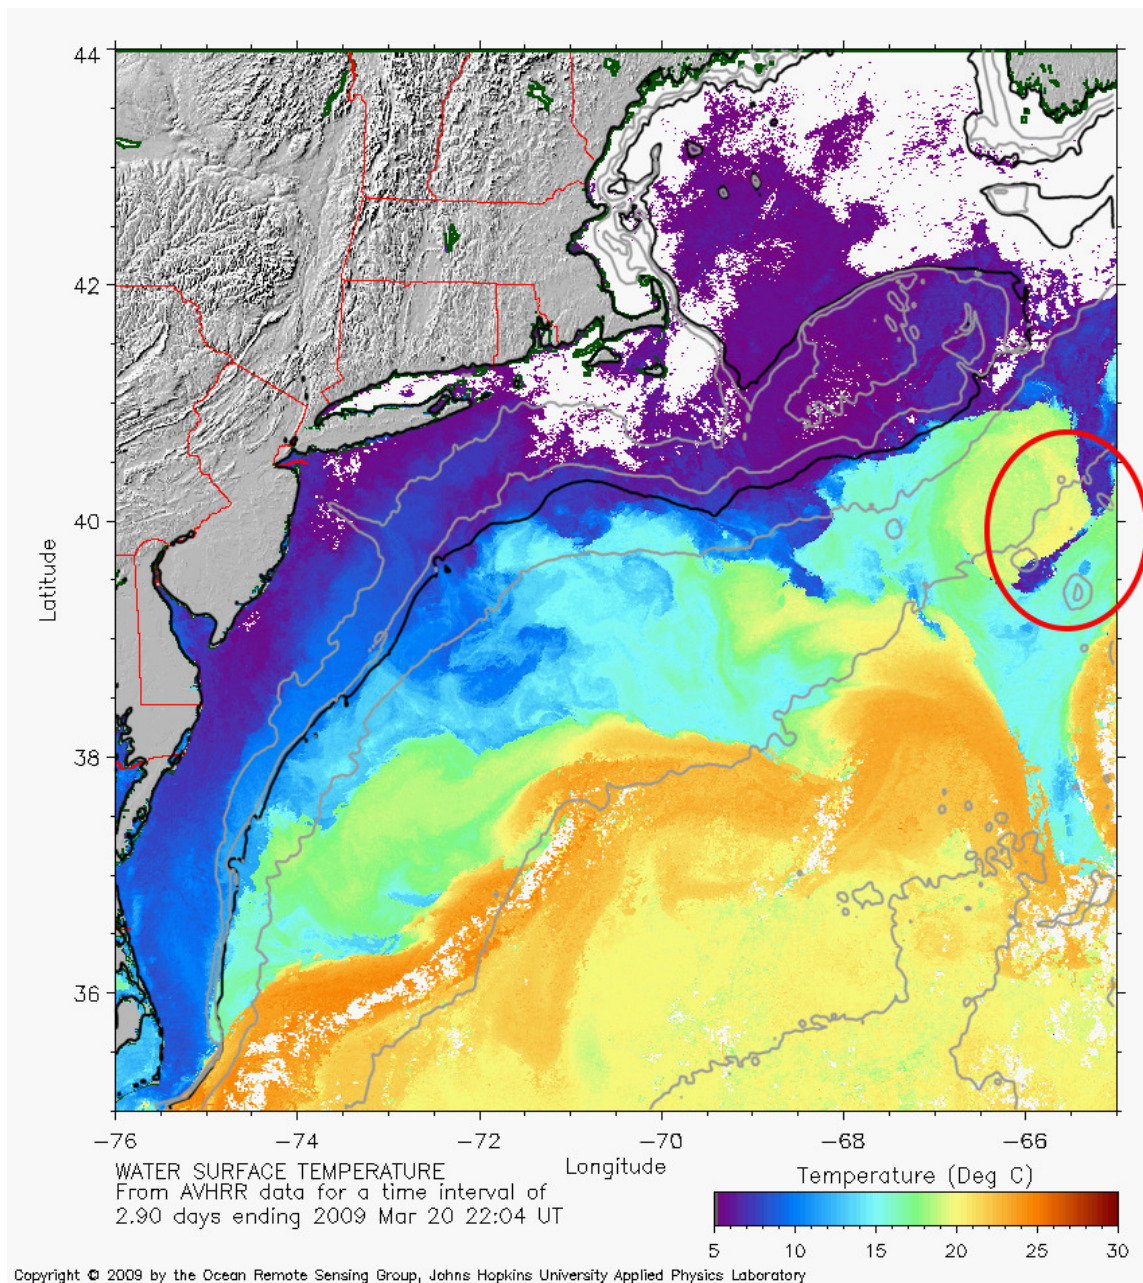 44
42
40
38
36
Latitude
−76
−74
−72
−70
−68
−66
Longitude
WATER SURFACE TEMPERATURE
From AVHRR data for a time interval of
2.90 days ending 2009 Mar 20 22:04 UT
Temperature (Deg C)
5 10 15 20 25 30
Copyright © 2009 by the Ocean Remote Sensing Group, Johns Hopkins University Applied Physics Laboratory